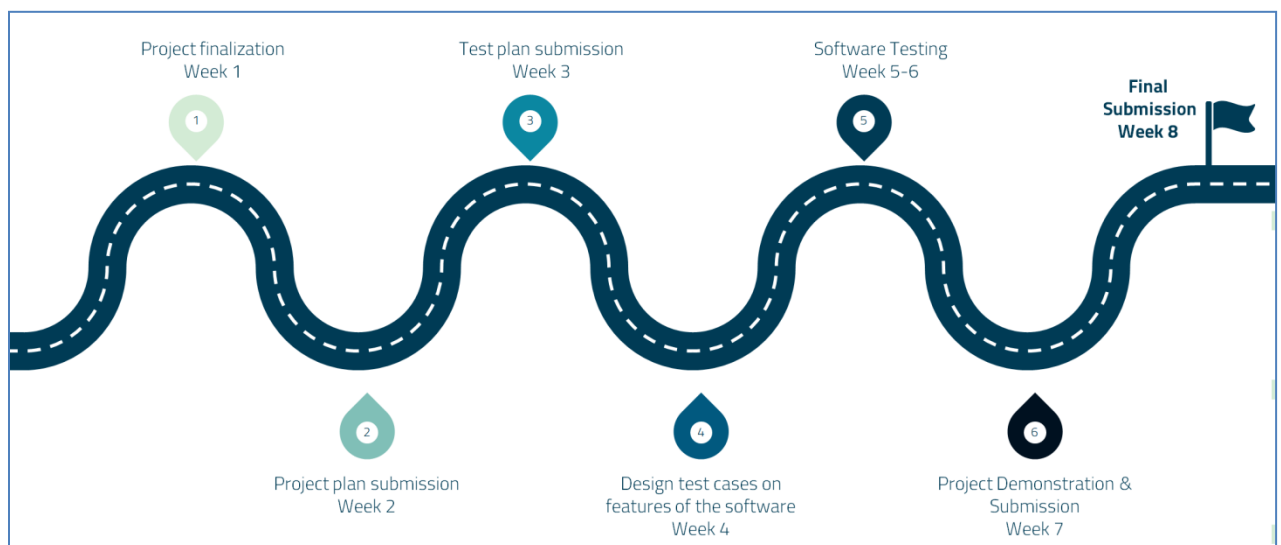 Project finalization
Week 1
1
2
Project plan submission
Week 2
Test plan submission
Week 3
3
4
Design test cases on
features of the software
Week 4
Software Testing
Week 5-6
5
6
Project Demonstration &
Submission
Week 7
Final
Submission
Week 8